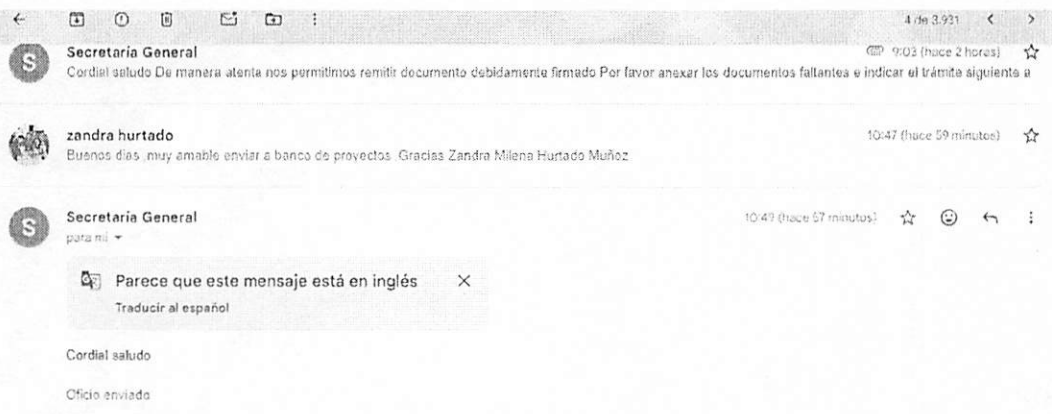 4 de 3.931
S
Secretaría General
9:03 (hace 2 horas)
Cordial saludo De manera atenta nos permitimos remitir documento debidamente firmado Por favor anexar los documentos faltantes e indicar el trámite siguiente a
zandra hurtado
10:47 (hace 59 minutos)
Buenos días ,muy amable enviar a banco de proyectos .Gracias Zandra Milena Hurtado Muñoz
S
Secretaría General
10:49 (hace 57 minutos)
para mí
Parece que este mensaje está en inglés
Traducir al español
Cordial saludo
Oficio enviado